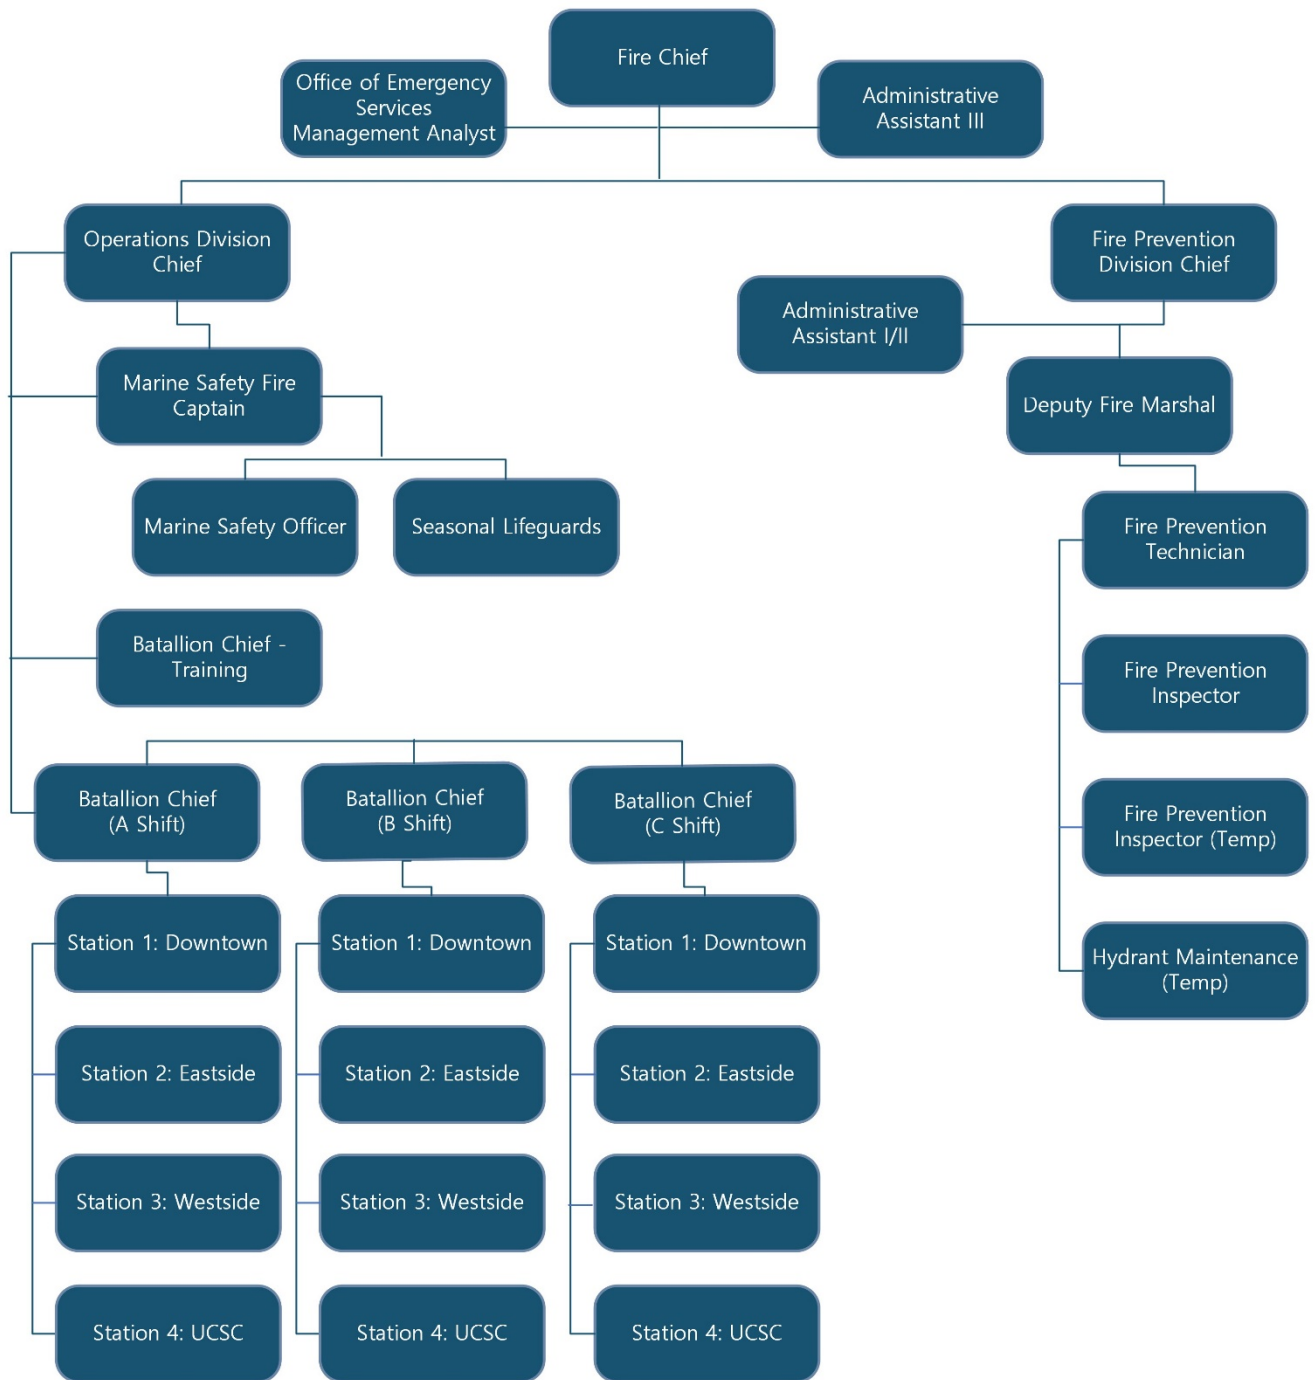 Fire Chief
Office of Emergency
Services
Management Analyst
Administrative
Assistant III
Operations Division
Chief
Fire Prevention
Division Chief
Administrative
Assistant I/II
Marine Safety Fire
Captain
Deputy Fire Marshal
Marine Safety Officer
Seasonal Lifeguards
Fire Prevention
Technician
Batallion Chief -
Training
Fire Prevention
Inspector
Batallion Chief
(A Shift)
Batallion Chief
(B Shift)
Batallion Chief
(C Shift)
Fire Prevention
Inspector (Temp)
Station 1: Downtown
Station 1: Downtown
Station 1: Downtown
Hydrant Maintenance
(Temp)
Station 2: Eastside
Station 2: Eastside
Station 2: Eastside
Station 3: Westside
Station 3: Westside
Station 3: Westside
Station 4: UCSC
Station 4: UCSC
Station 4: UCSC